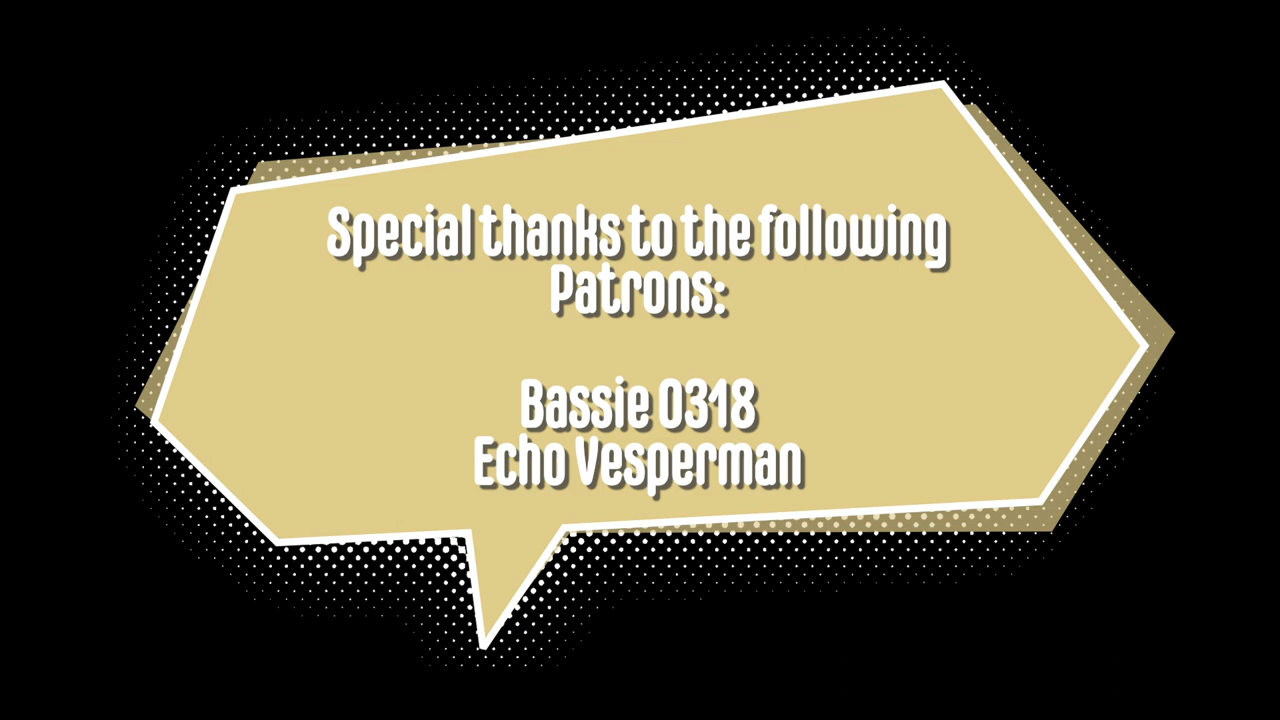 Special thanks to the following
Patrons:
Bassie 0318
Echo Vesperman